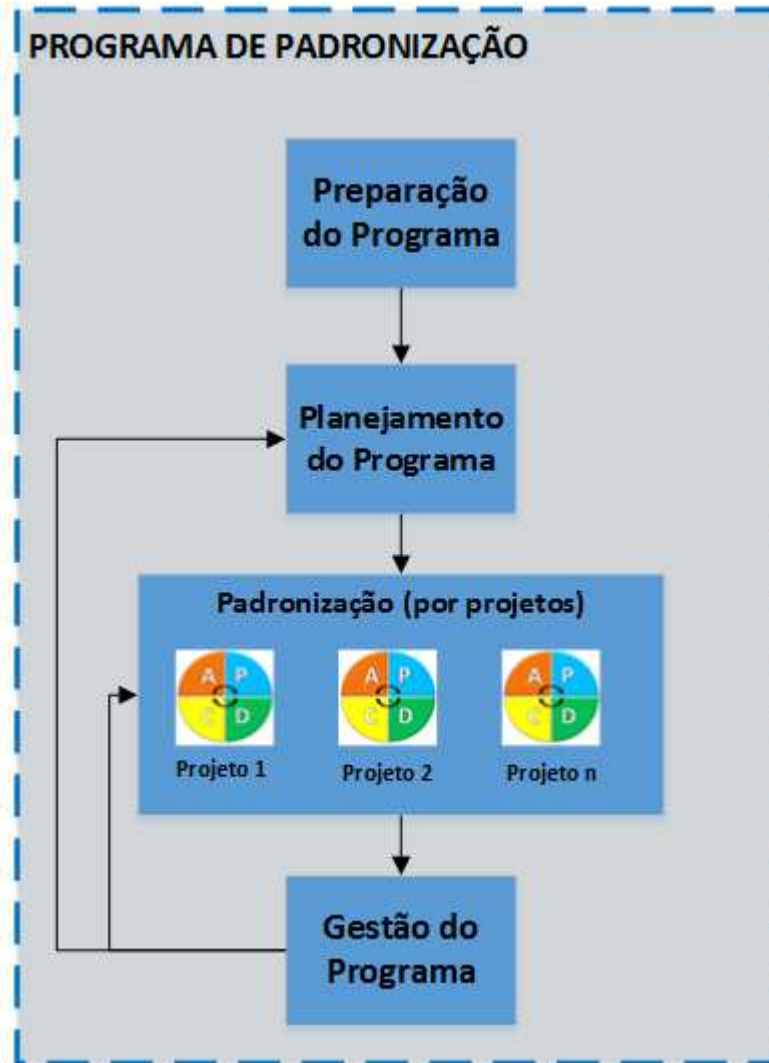 PROGRAMA DE PADRONIZAÇÃO
Preparação
do Programa
Planejamento
do Programa
Padronização (por projetos)
A P
C D
A P
C D
A P
C D
Projeto 1
Projeto 2
Projeto n
Gestão do
Programa